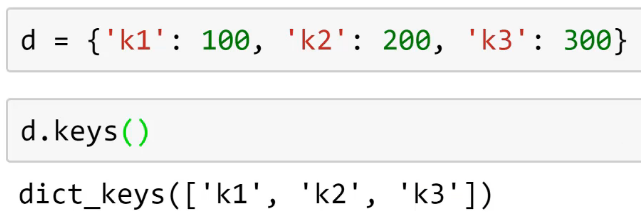 d = {'k1': 100, 'k2': 200, 'k3': 300}
d.keys()
dict_keys(['k1', 'k2', 'k3'])